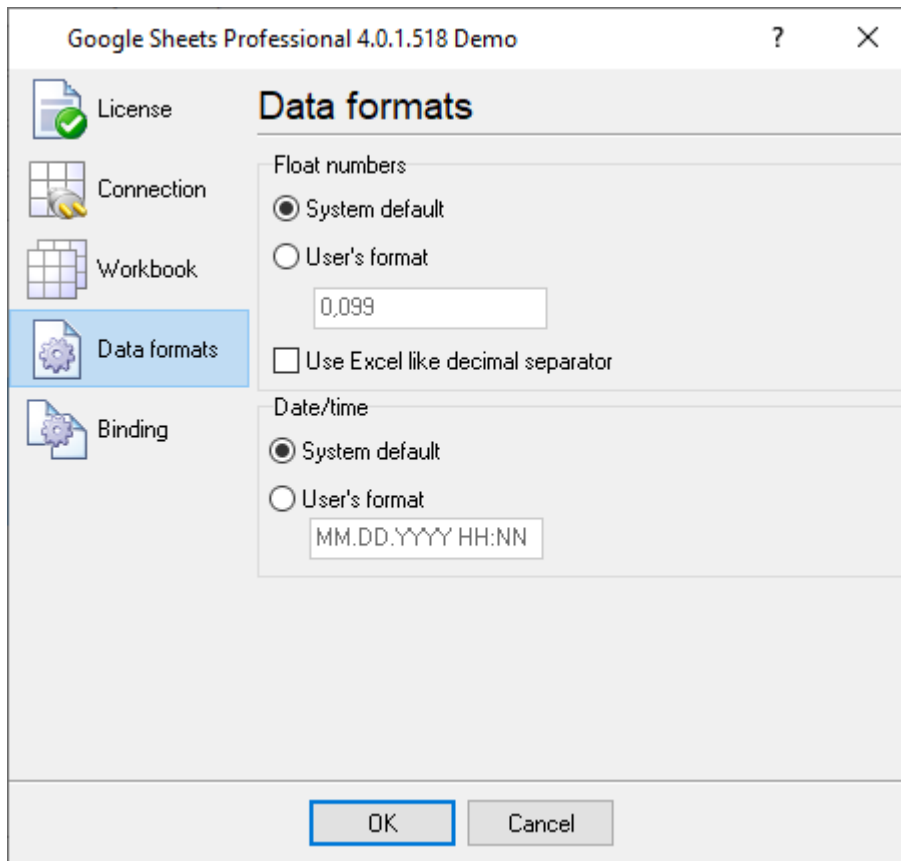 Google Sheets Professional 4.0.1.518 Demo
?
License
Connection
Workbook
Data formats
Binding
Data formats
Float numbers
System default
User's format
0,099
Use Excel like decimal separator
Date/time
System default
User's format
MM.DD.YYYY HH:NN
OK
Cancel